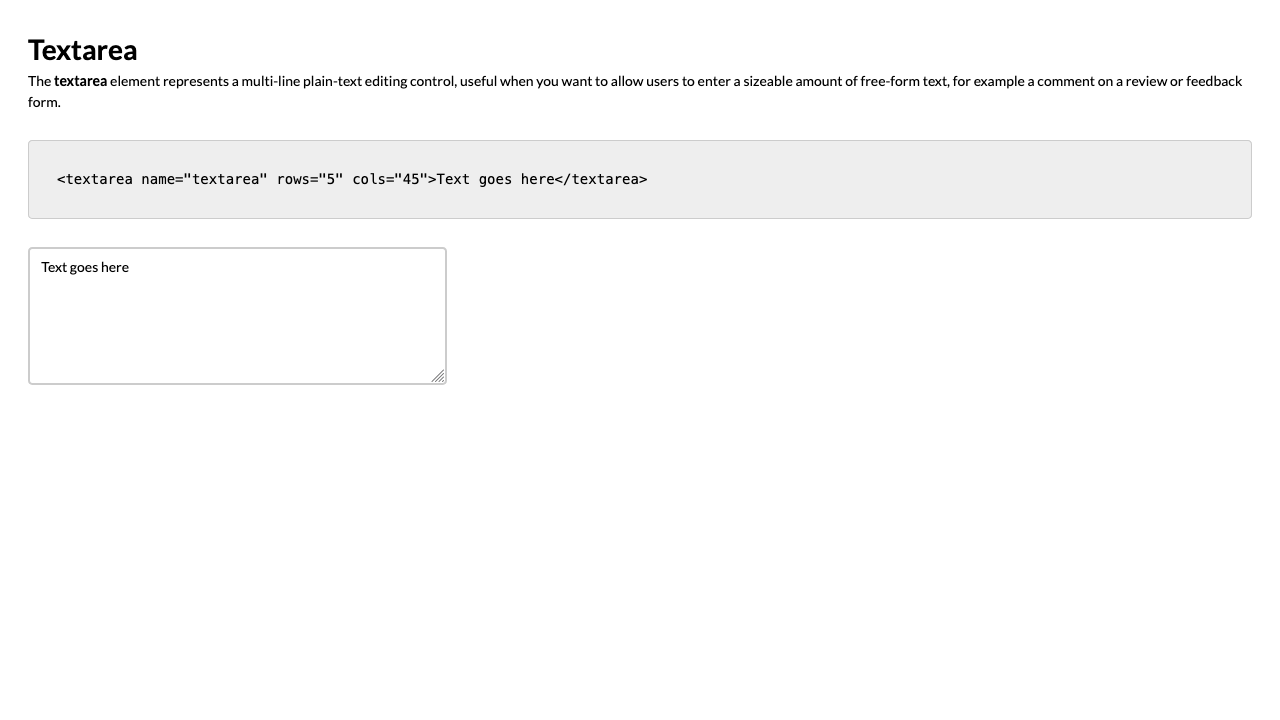 Textarea
The textarea element represents a multi-line plain-text editing control, useful when you want to allow users to enter a sizeable amount of free-form text, for example a comment on a review or feedback
form.
<textarea name="textarea" rows="5" cols="45">Text goes here</textarea>
Text goes here